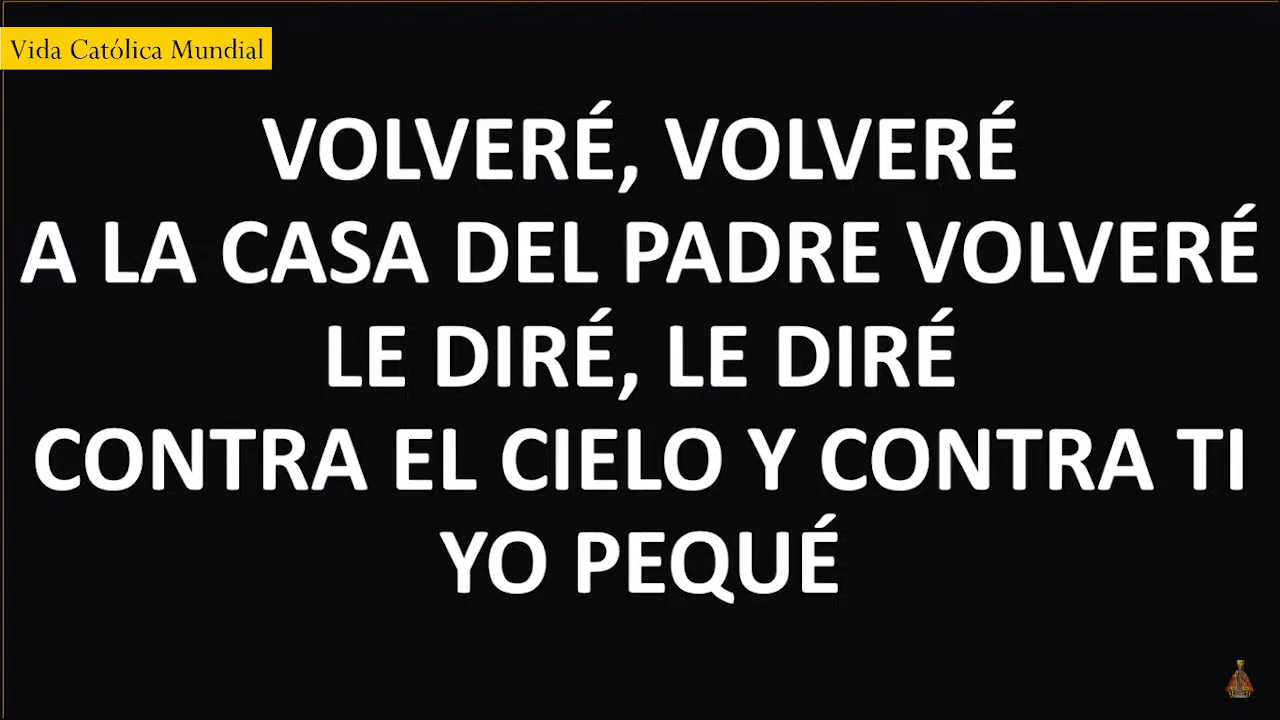 Vida Católica Mundial
VOLVERÉ, VOLVERÉ
A LA CASA DEL PADRE VOLVERÉ
LE DIRÉ, LE DIRÉ
CONTRA EL CIELO Y CONTRA TI
YO PEQUÉ